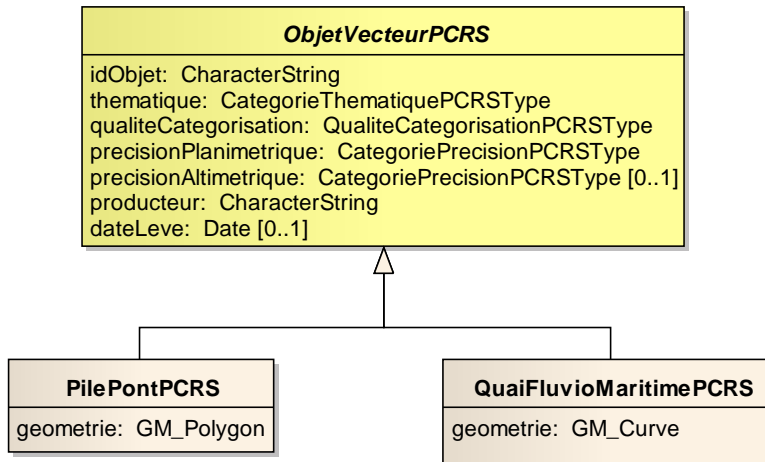 ObjetVecteurPCRS
idObjet: CharacterString
thematique: CategorieThematiquePCRSType
qualiteCategorisation: QualiteCategorisationPCRSType
precisionPlanimetrique: CategoriePrecisionPCRSType
precisionAltimetrique: CategoriePrecisionPCRSType [0..1]
producteur: CharacterString
dateLeve: Date [0..1]
PilePontPCRS
geometrie: GM_Polygon
QuaiFluvioMaritimePCRS
geometrie: GM_Curve